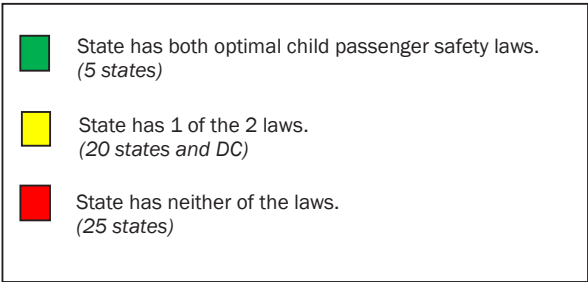 State has both optimal child passenger safety laws.
(5 states)
State has 1 of the 2 laws.
(20 states and DC)
State has neither of the laws.
(25 states)